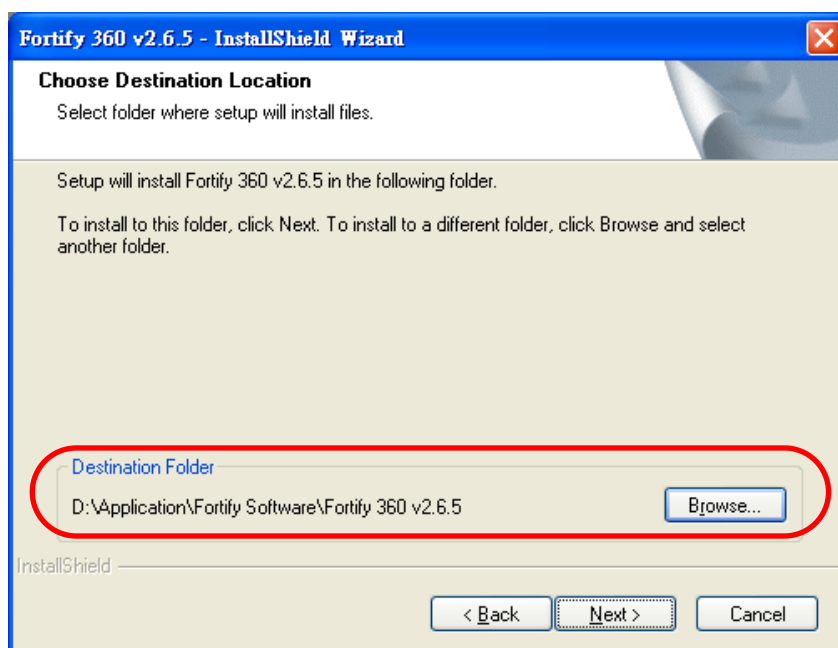 Fortify 360 v2.6.5 - InstallShield Wizard
Choose Destination Location
Select folder where setup will install files.
Setup will install Fortify 360 v2.6.5 in the following folder.
To install to this folder, click Next. To install to a different folder, click Browse and select
another folder.
Destination Folder
D:\Application\Fortify Software\Fortify 360 v2.6.5
Browse...
InstallShield
< Back
Next >
Cancel